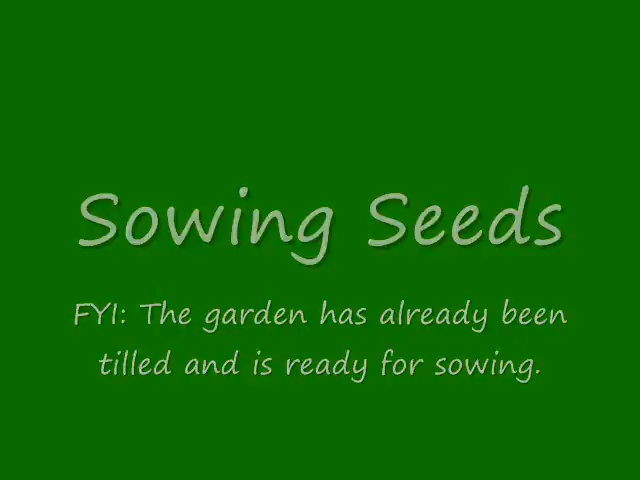 Sowing Seeds
FYI: The garden has already been
tilled and is ready for sowing.